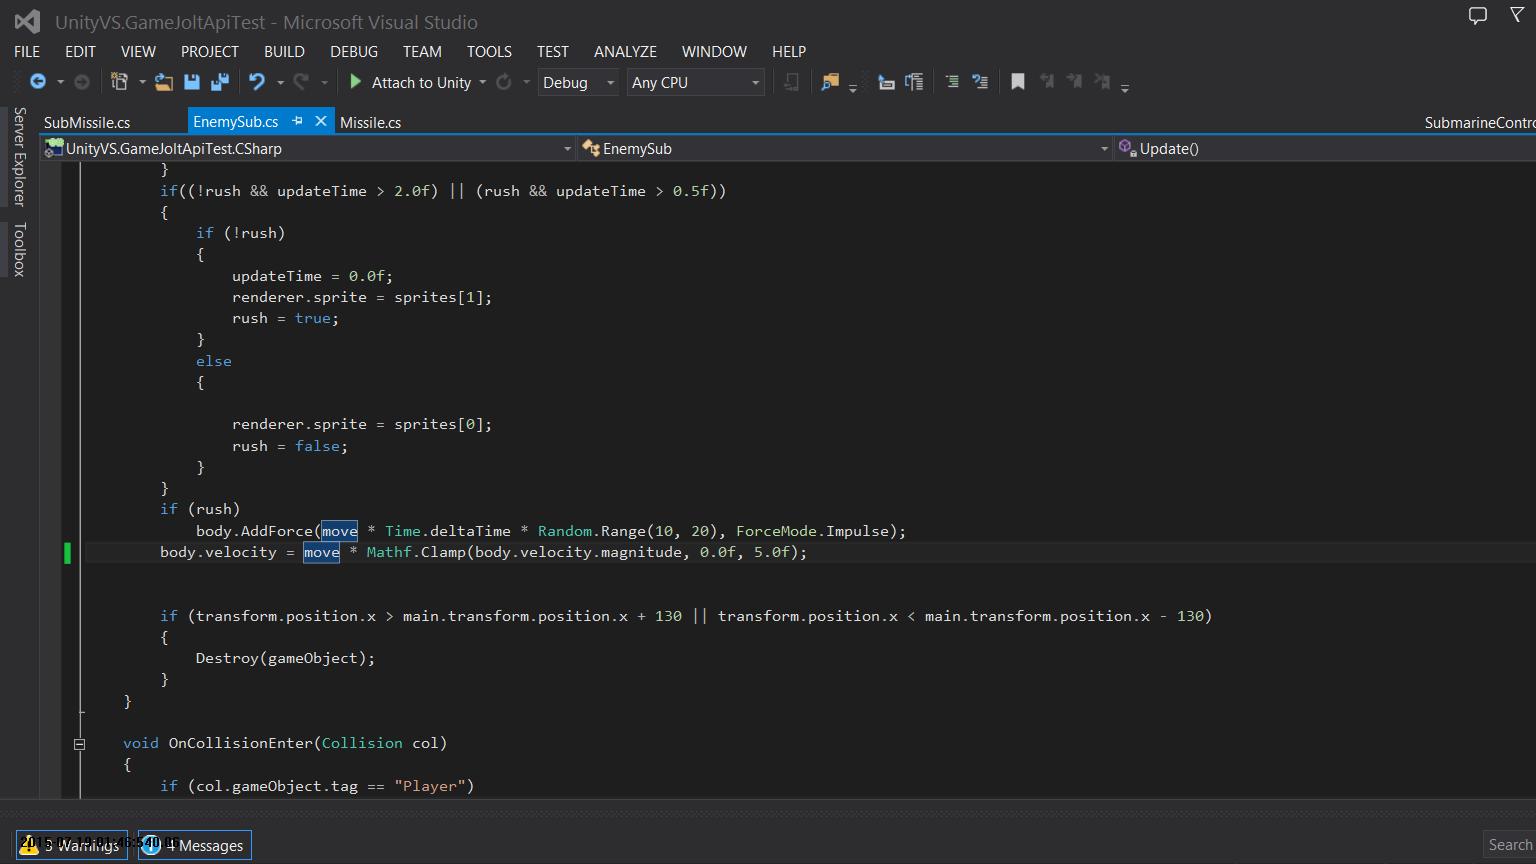 UnityVS.GameJoltApiTest - Microsoft Visual Studio
FILE EDIT VIEW PROJECT BUILD DEBUG TEAM TOOLS TEST ANALYZE WINDOW HELP
Attach to Unity Debug Any CPU
Server Explorer
Toolbox
SubMissile.cs EnemySub.cs Missile.cs SubmarineContro
UnityVS.GameJoltApiTest.CSharp EnemySub Update()
}
if((!rush && updateTime > 2.0f) || (rush && updateTime > 0.5f))
{
if (!rush)
{
updateTime = 0.0f;
renderer.sprite = sprites[1];
rush = true;
}
else
{
renderer.sprite = sprites[0];
rush = false;
}
}
if (rush)
body.AddForce(move * Time.deltaTime * Random.Range(10, 20), ForceMode.Impulse);
body.velocity = move * Mathf.Clamp(body.velocity.magnitude, 0.0f, 5.0f);
if (transform.position.x > main.transform.position.x + 130 || transform.position.x < main.transform.position.x - 130)
{
Destroy(gameObject);
}
}
void OnCollisionEnter(Collision col)
{
if (col.gameObject.tag == "Player")
3 Warnings 4 Messages
Search